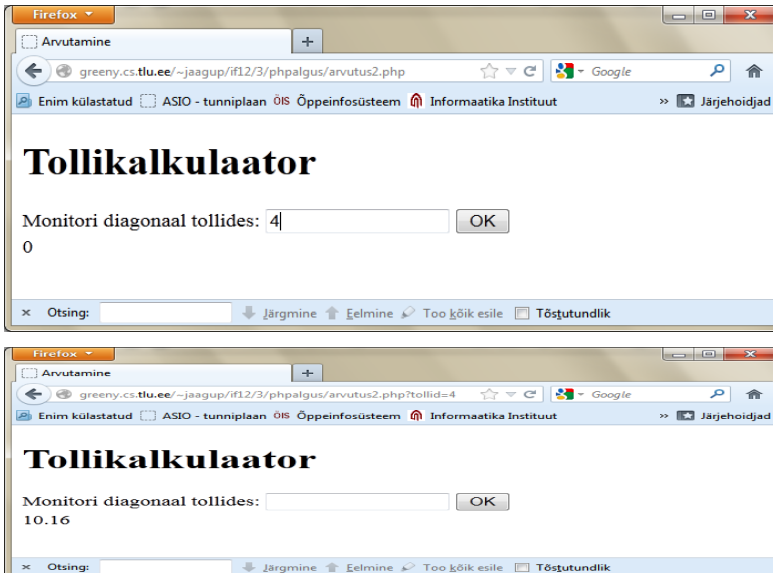 Firefox
Arvutamine
greeny.cs.tlu.ee/~jaagup/if12/3/phpalgus/arvutus2.php Google
Enim külastatud ASIO - tunniplaan ÕIS Õppeinfosüsteem Informaatika Instituut » Järjehoidjad
Tollikalkulaator
Monitori diagonaal tollides: 4 OK
0
× Otsing: Järgmine Eelmine Too kõik esile Tõstutundlik
Firefox
Arvutamine
greeny.cs.tlu.ee/~jaagup/if12/3/phpalgus/arvutus2.php?tollid=4 Google
Enim külastatud ASIO - tunniplaan ÕIS Õppeinfosüsteem Informaatika Instituut » Järjehoidjad
Tollikalkulaator
Monitori diagonaal tollides: OK
10.16
× Otsing: Järgmine Eelmine Too kõik esile Tõstutundlik